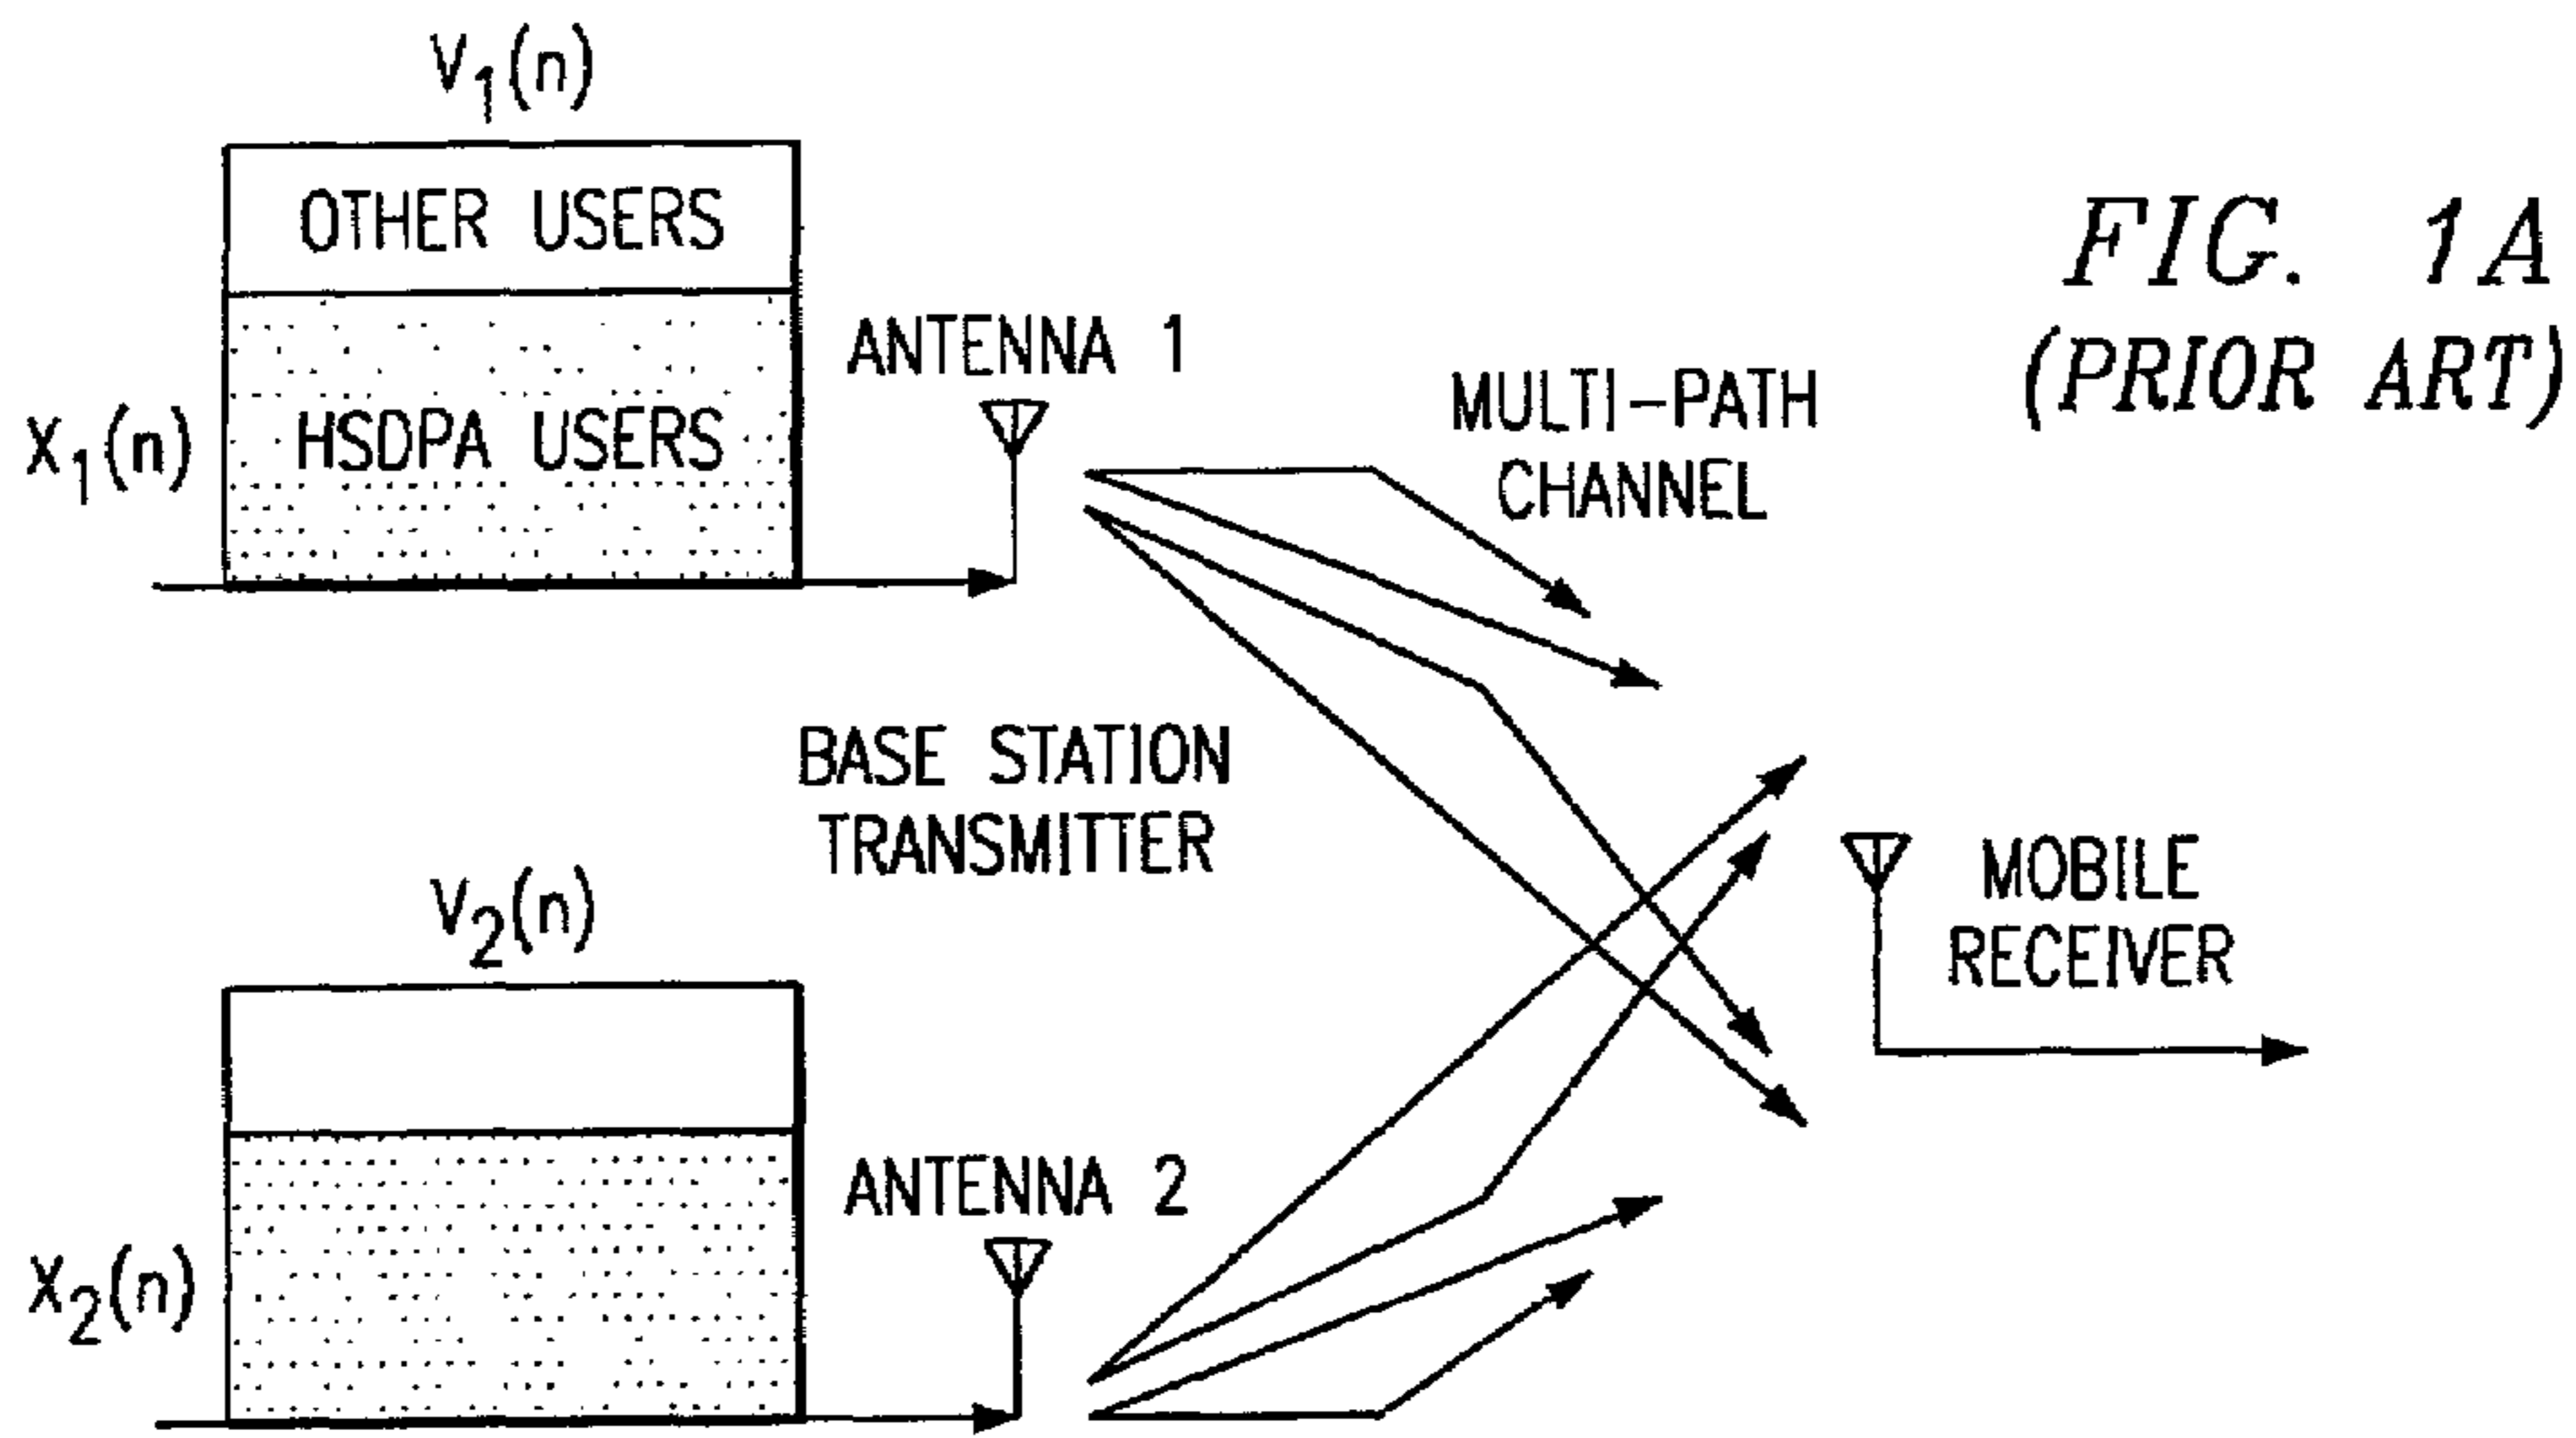 V1(n)
OTHER USERS
X1(n)
HSDPA USERS
ANTENNA 1
MULTI-PATH
CHANNEL
FIG. 1A
(PRIOR ART)
BASE STATION
TRANSMITTER
V2(n)
X2(n)
ANTENNA 2
MOBILE
RECEIVER